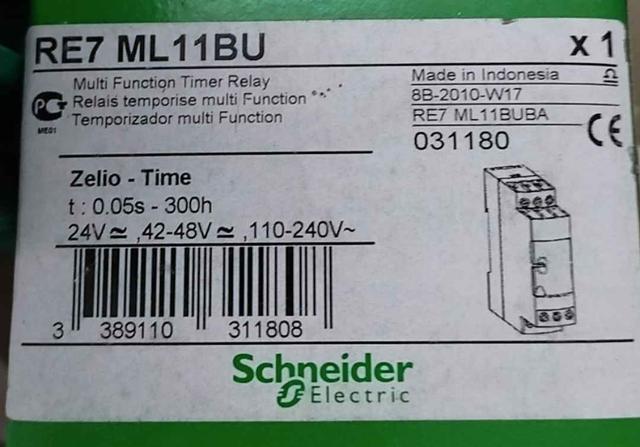 RE7 ML11BU x 1
Multi Function Timer Relay
Relais temporise multi Function
Temporizador multi Function
PC
ME01
Made in Indonesia
8B-2010-W17
RE7 ML11BUBA
031180
CE
Zelio - Time
t : 0.05s - 300h
24V ≃ ,42-48V ≃ ,110-240V~
3 389110 311808
Schneider
Electric